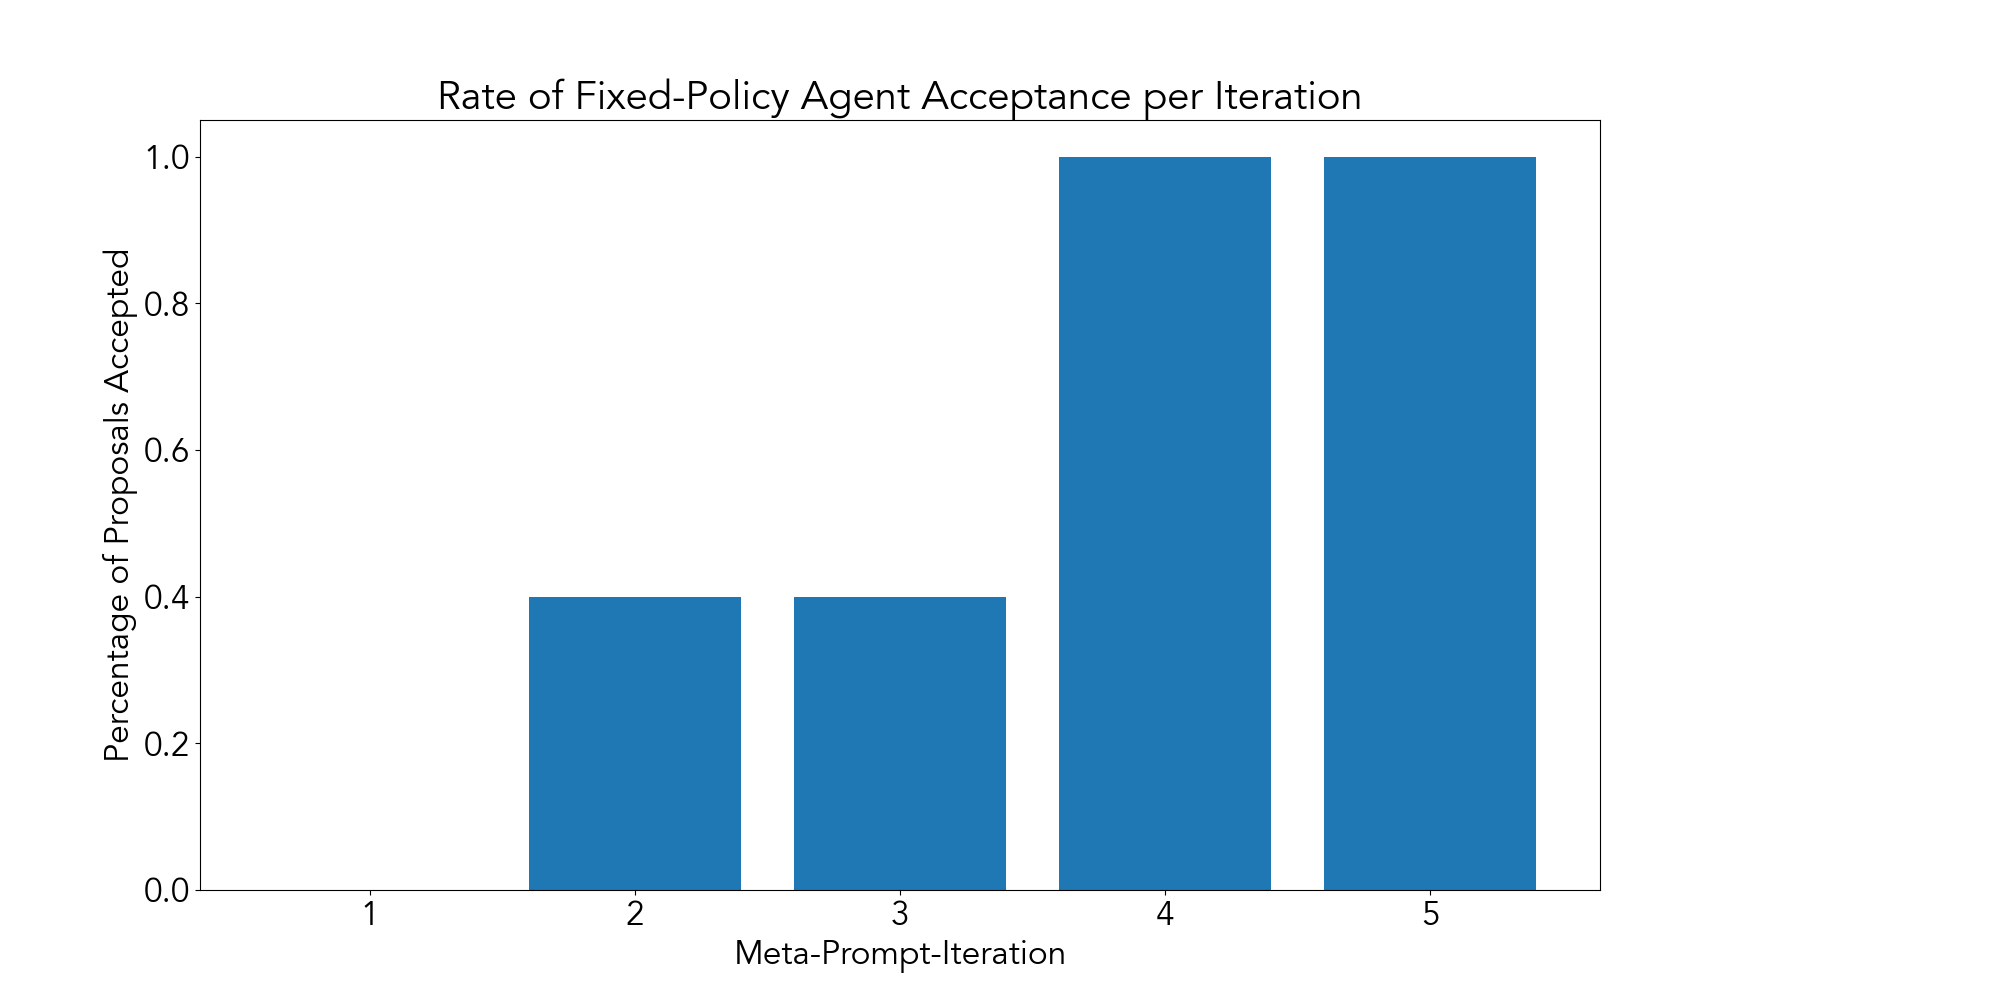 Rate of Fixed-Policy Agent Acceptance per Iteration
Percentage of Proposals Accepted
1.0
0.8
0.6
0.4
0.2
0.0
1 2 3 4 5
Meta-Prompt-Iteration